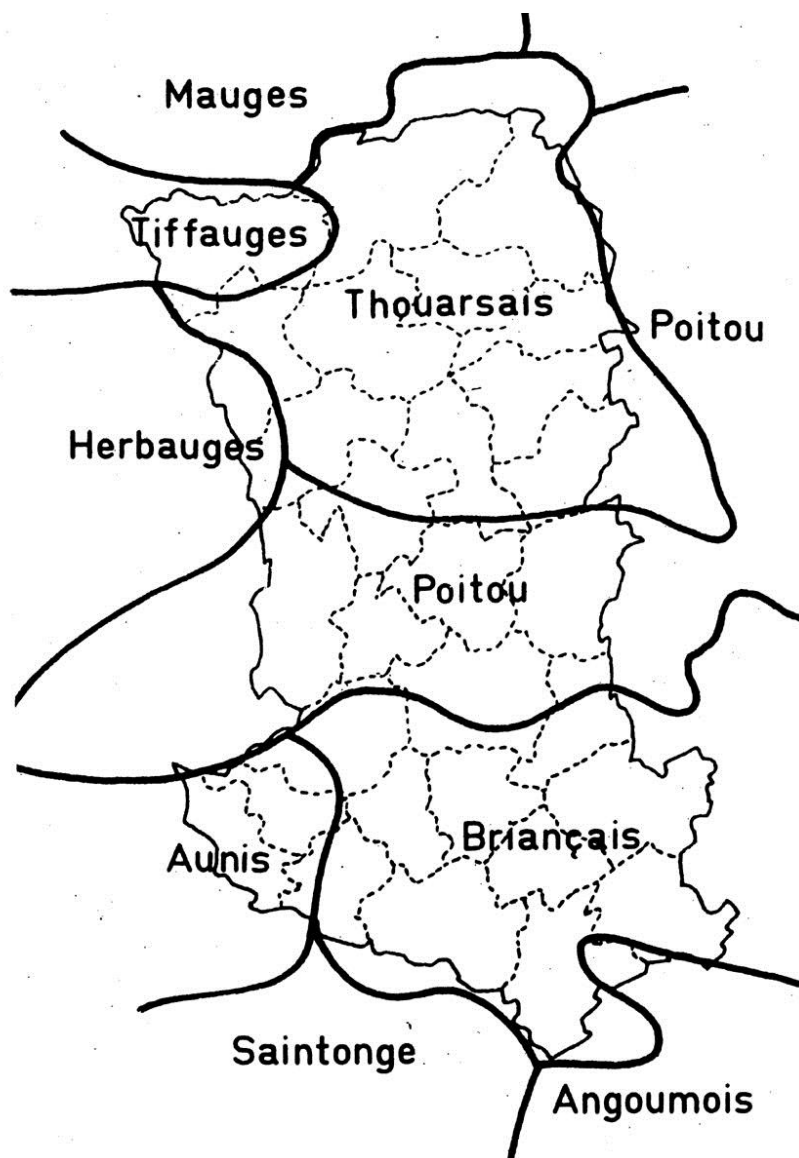 Mauges
Tiffauges
Thouarsais
Poitou
Herbauges
Poitou
Briançais
Aunis
Saintonge
Angoumois